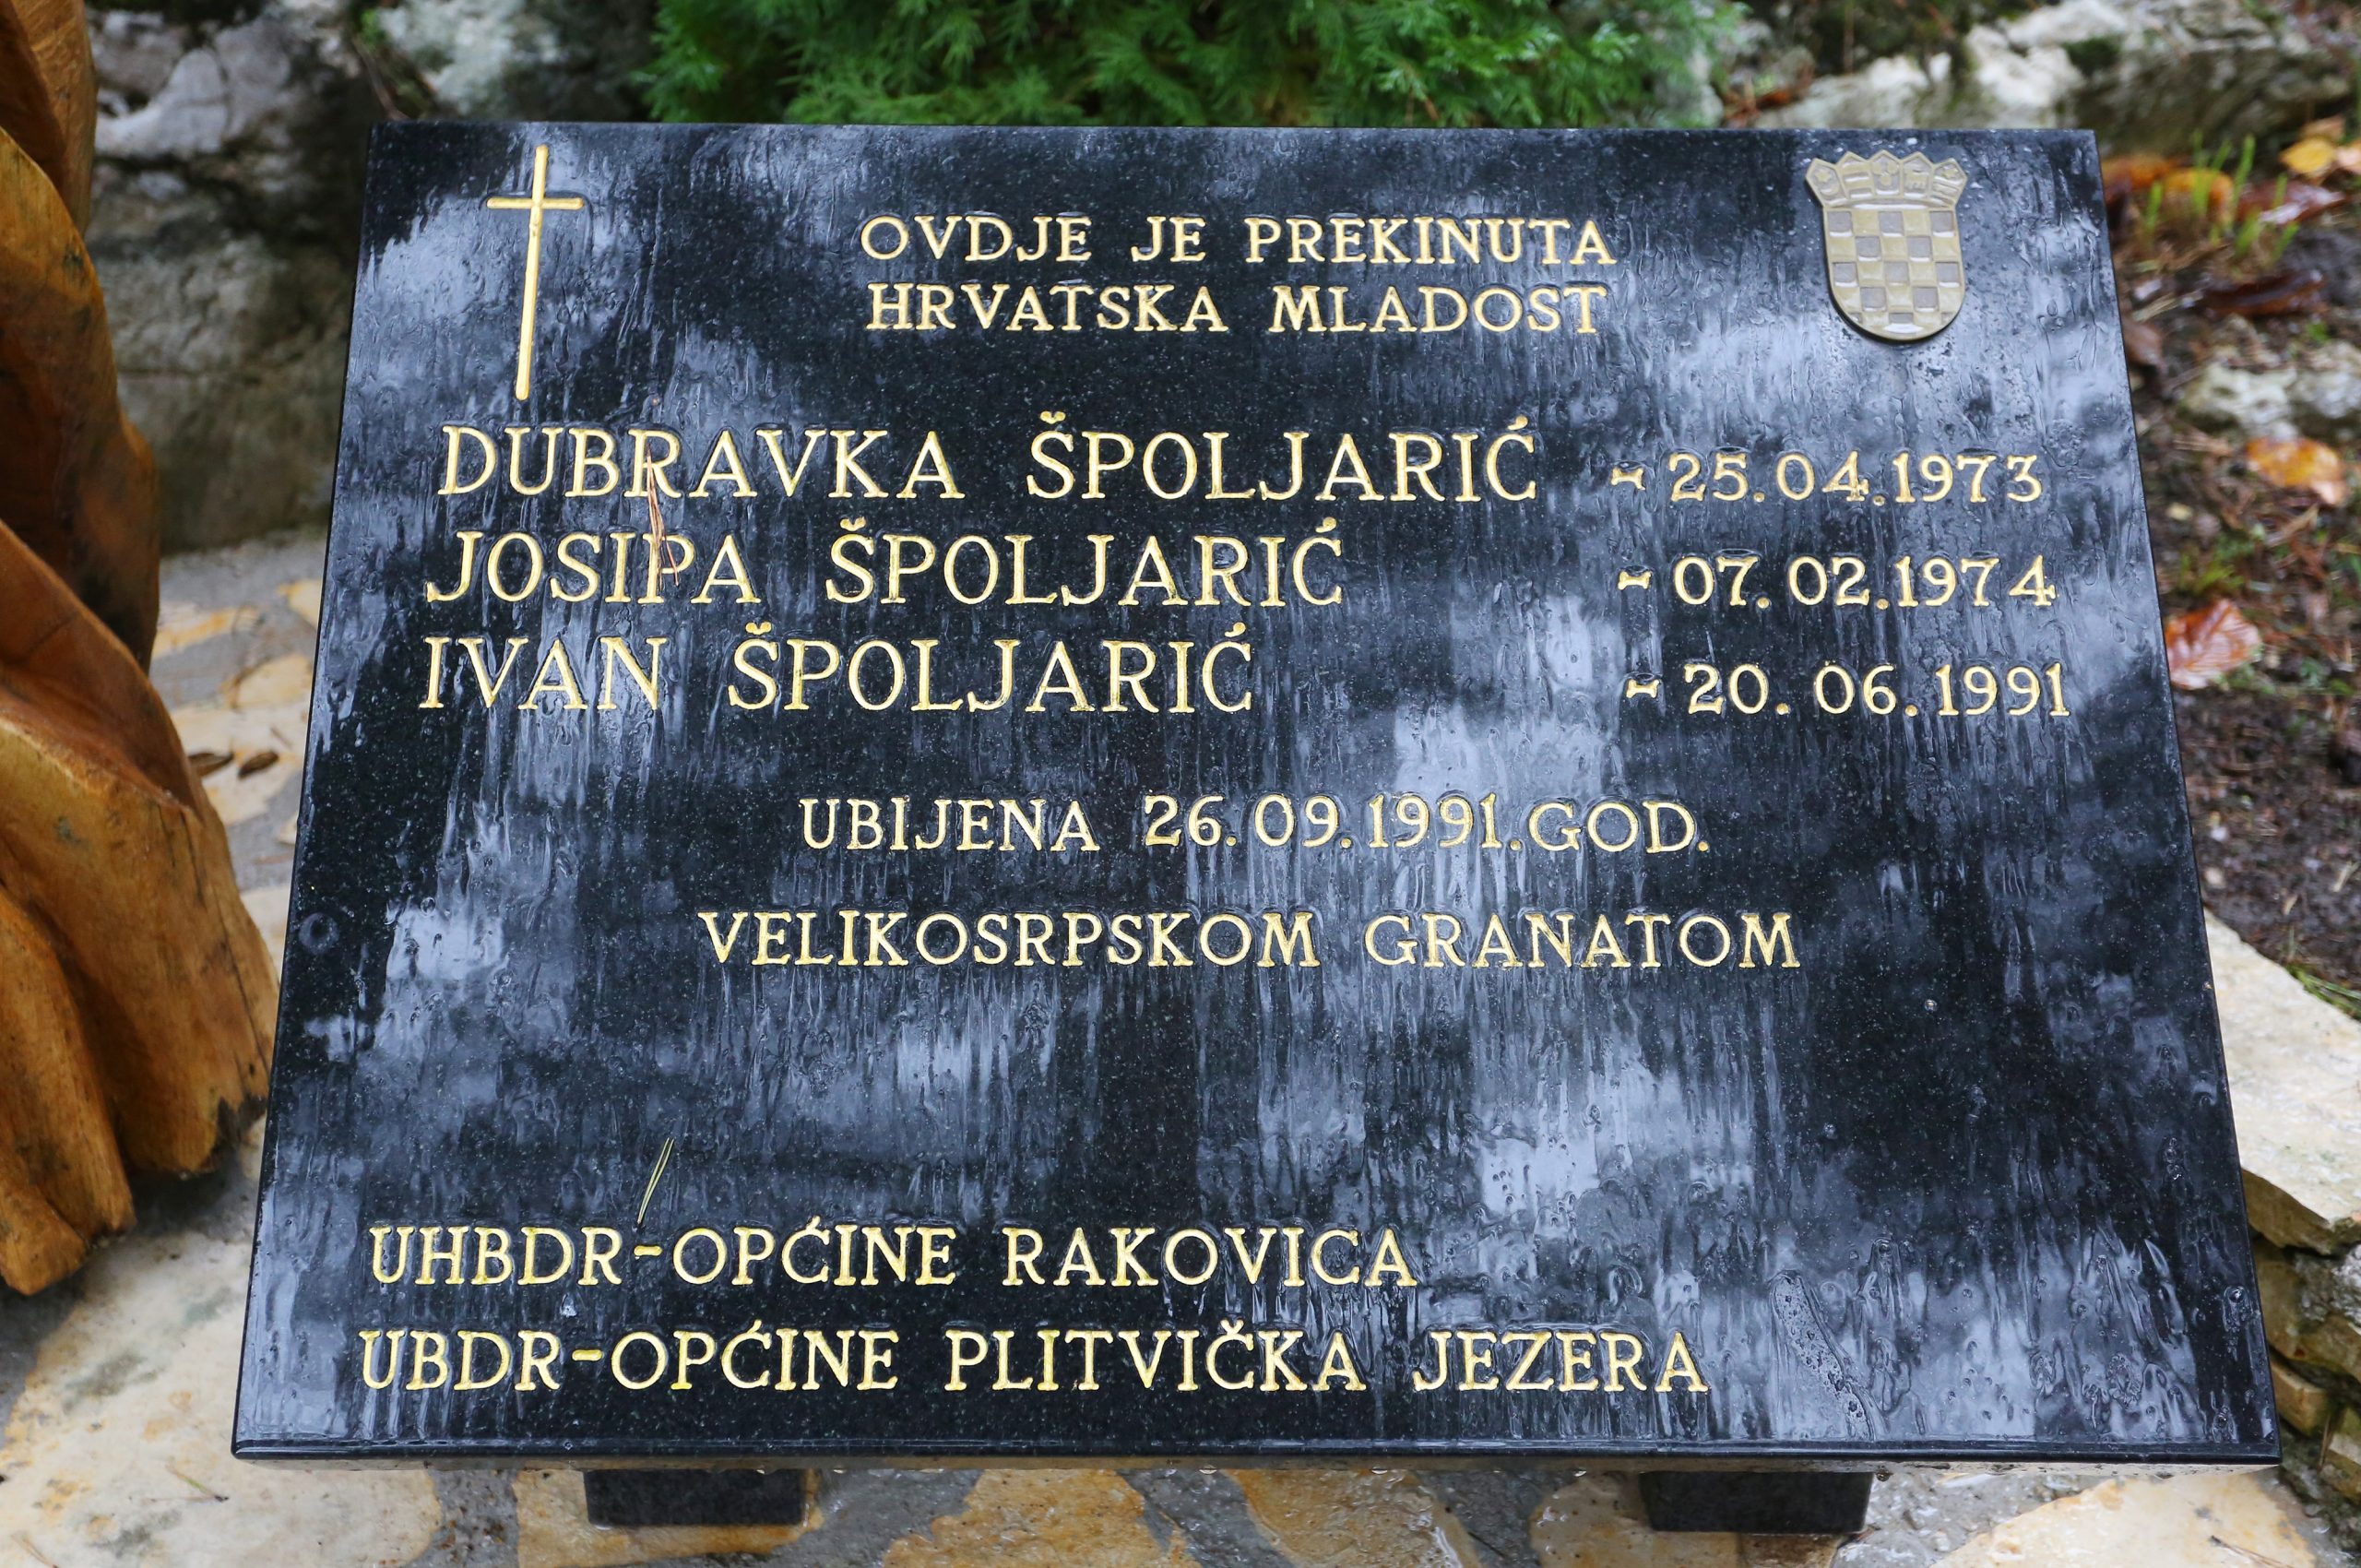 OVDJE JE PREKINUTA
HRVATSKA MLADOST
DUBRAVKA ŠPOLJARIĆ - 25.04.1973
JOSIPA ŠPOLJARIĆ - 07.02.1974
IVAN ŠPOLJARIĆ - 20.06.1991
UBIJENA 26.09.1991.GOD.
VELIKOSRPSKOM GRANATOM
UHBDR-OPĆINE RAKOVICA
UBDR-OPĆINE PLITVIČKA JEZERA